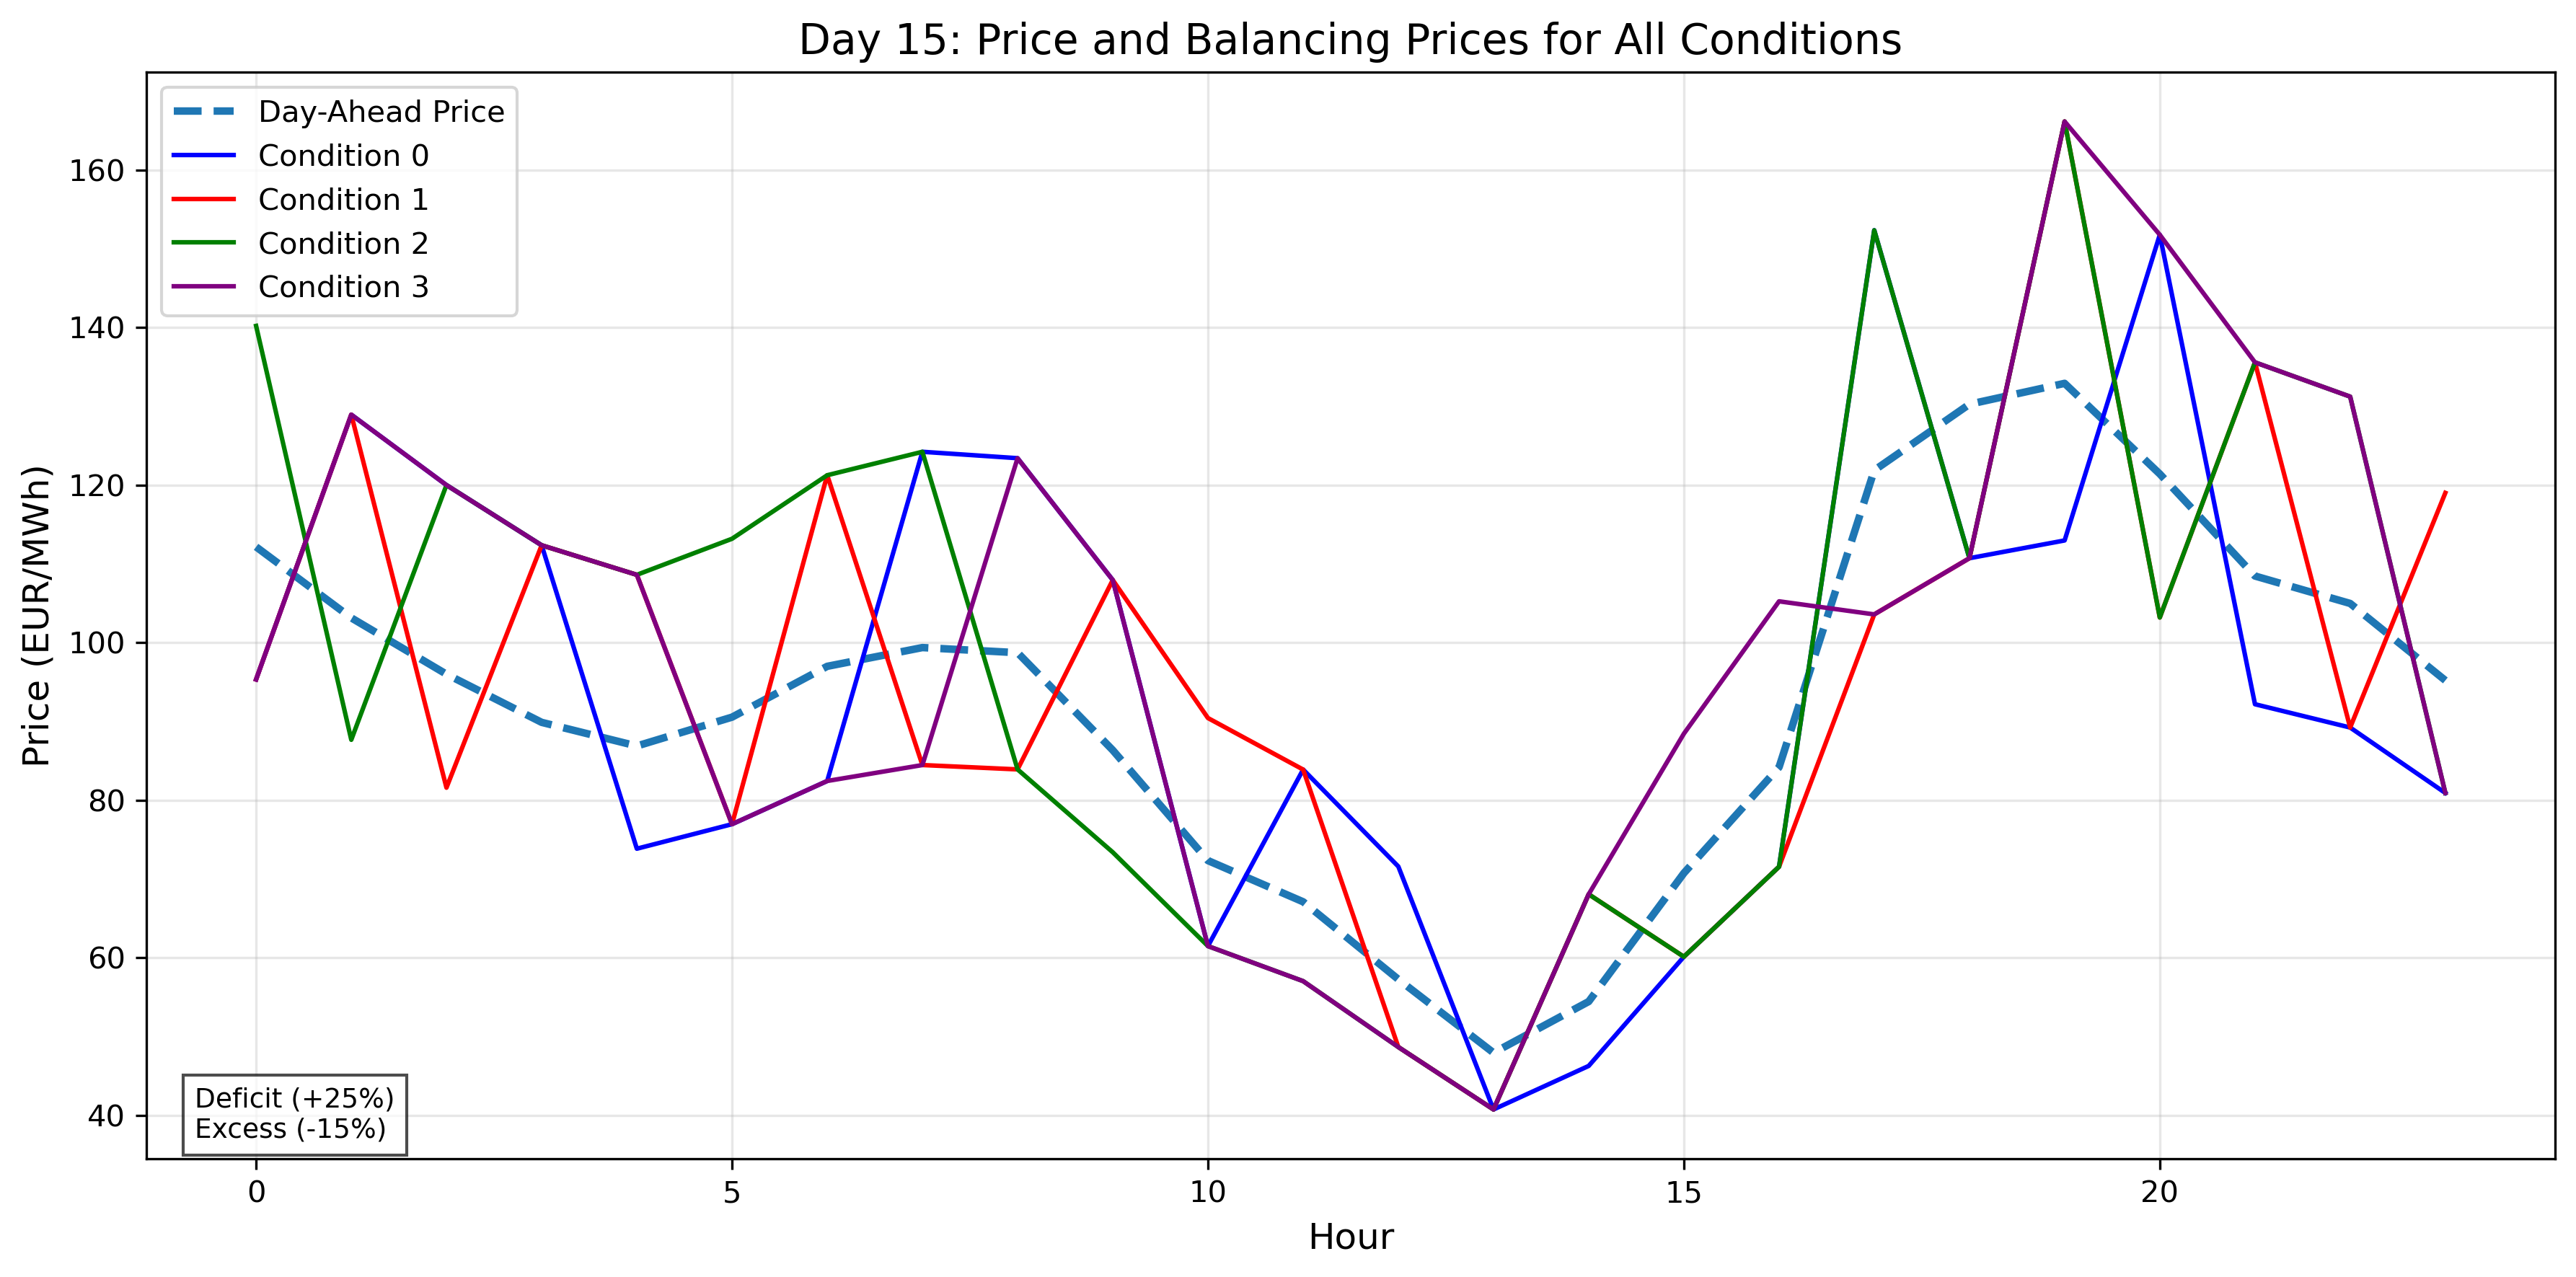 Day 15: Price and Balancing Prices for All Conditions
Day-Ahead Price
Condition 0
Condition 1
Condition 2
Condition 3
Price (EUR/MWh)
160
140
120
100
80
60
40
Deficit (+25%)
Excess (-15%)
0 5 10 15 20
Hour